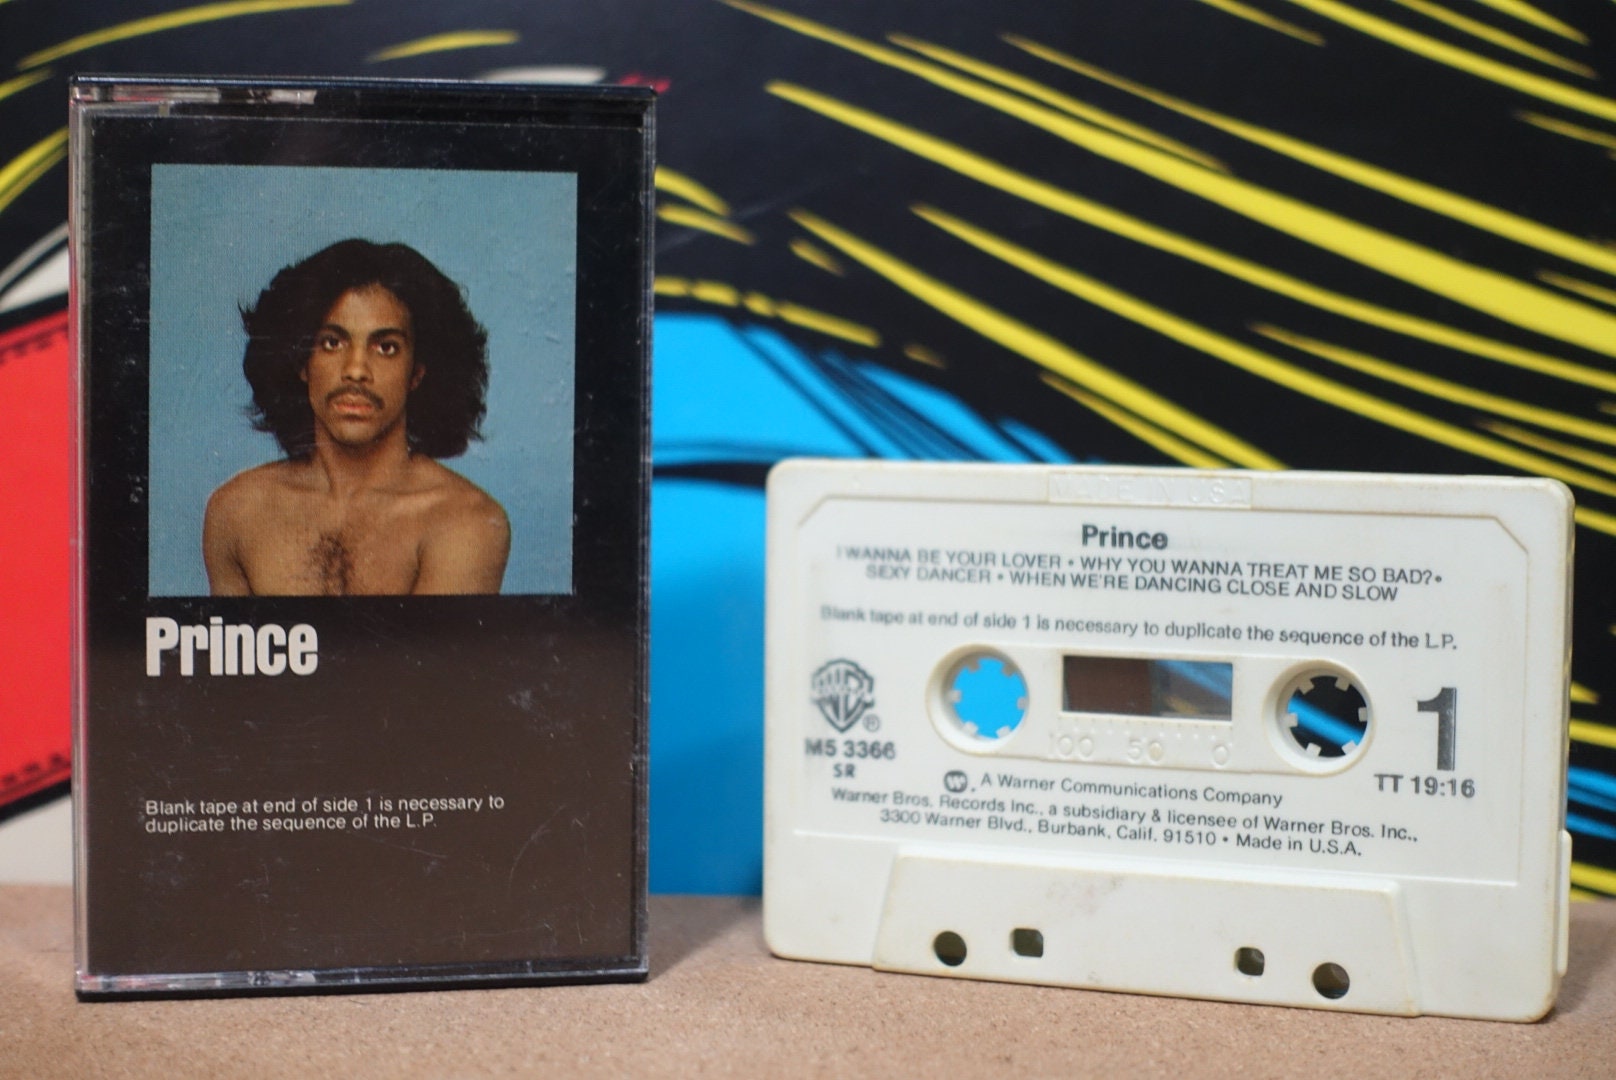 Prince
Blank tape at end of side 1 is necessary to
duplicate the sequence of the L.P.
MADE IN USA
Prince
I WANNA BE YOUR LOVER • WHY YOU WANNA TREAT ME SO BAD? •
SEXY DANCER • WHEN WE'RE DANCING CLOSE AND SLOW
Blank tape at end of side 1 is necessary to duplicate the sequence of the L.P.
WB ®
M5 3366
SR
1
TT 19:16
100 50 0
A Warner Communications Company
Warner Bros. Records Inc., a subsidiary & licensee of Warner Bros. Inc.,
3300 Warner Blvd., Burbank, Calif. 91510 • Made in U.S.A.